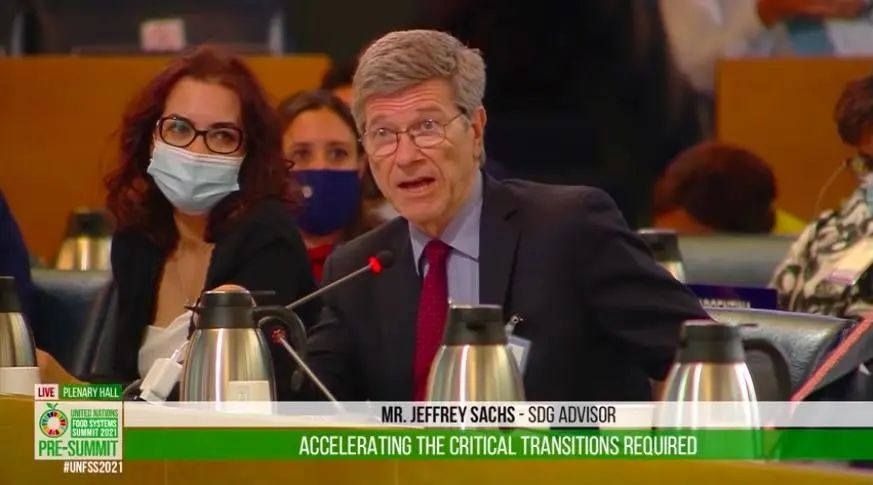 LIVE PLENARY HALL
UNITED NATIONS
FOOD SYSTEMS
SUMMIT 2021
PRE-SUMMIT
#UNFSS2021
MR. JEFFREY SACHS - SDG ADVISOR
ACCELERATING THE CRITICAL TRANSITIONS REQUIRED